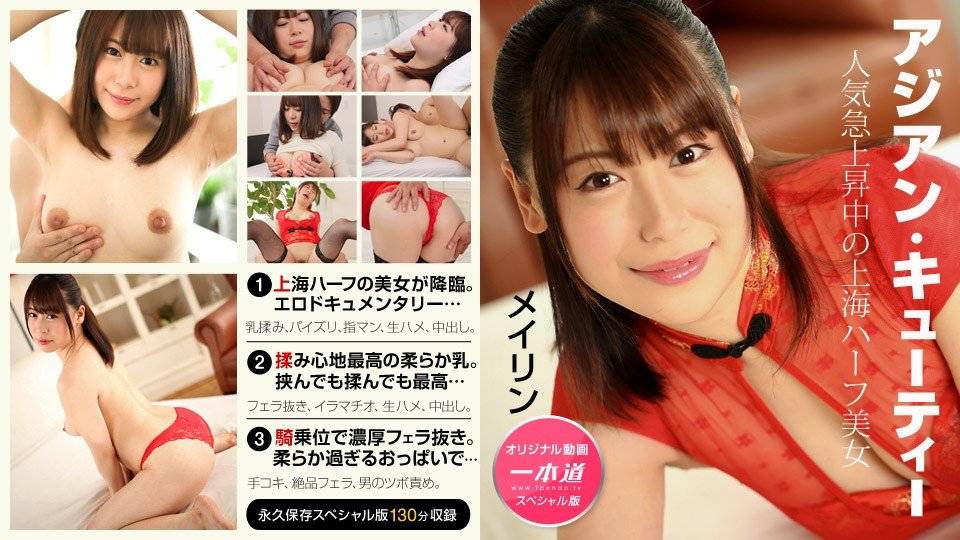 ❶ 上海ハーフの美女が降臨。
エロドキュメンタリー…
乳揉み、パイズリ、指マン、生ハメ、中出し。
❷ 揉み心地最高の柔らか乳。
挟んでも揉んでも最高…
フェラ抜き、イラマチオ、生ハメ、中出し。
❸ 騎乗位で濃厚フェラ抜き。
柔らか過ぎるおっぱいで…
手コキ、絶品フェラ、男のツボ責め。
永久保存スペシャル版130分収録
アジアン・キューティー
人気急上昇中の上海ハーフ美女
メイリン
オリジナル動画
一本道
www.1pondo.tv
スペシャル版